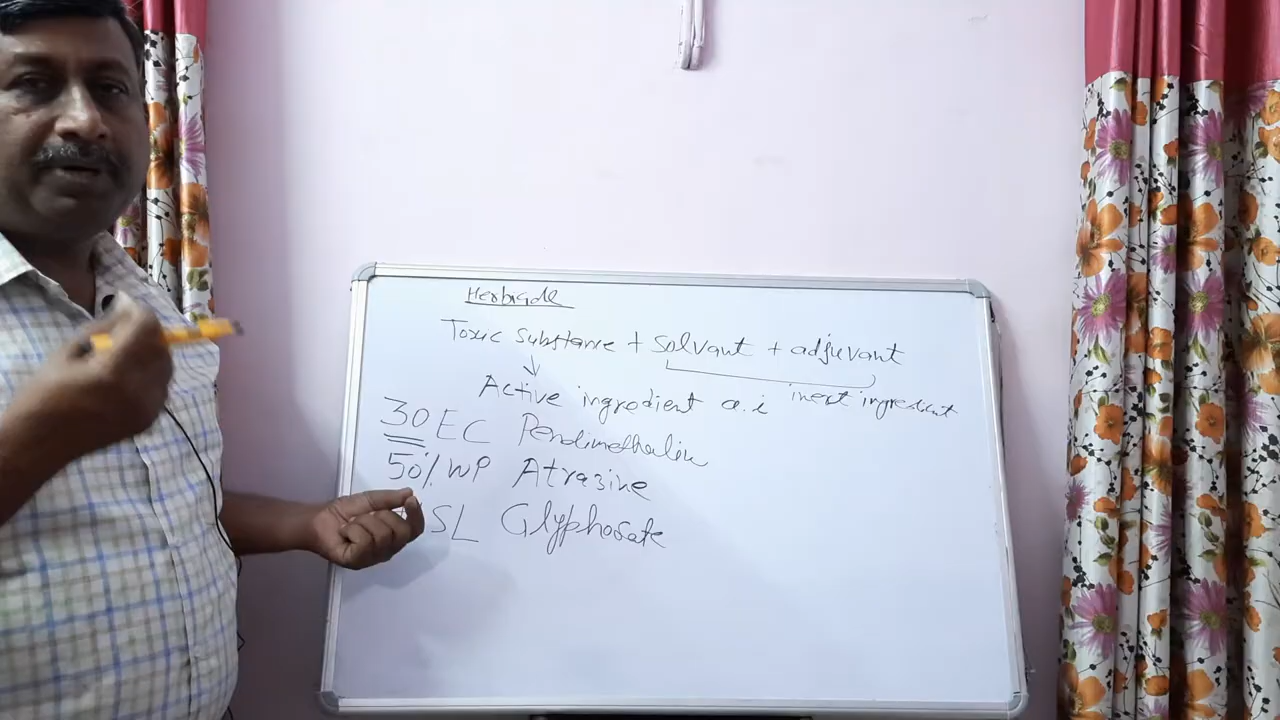 Herbicide
Toxic Substance + Solvant + adjuvant
Active ingredient a.i inert ingredient
30 EC Pendimethalin
50% WP Atrazine
SL Glyphosate